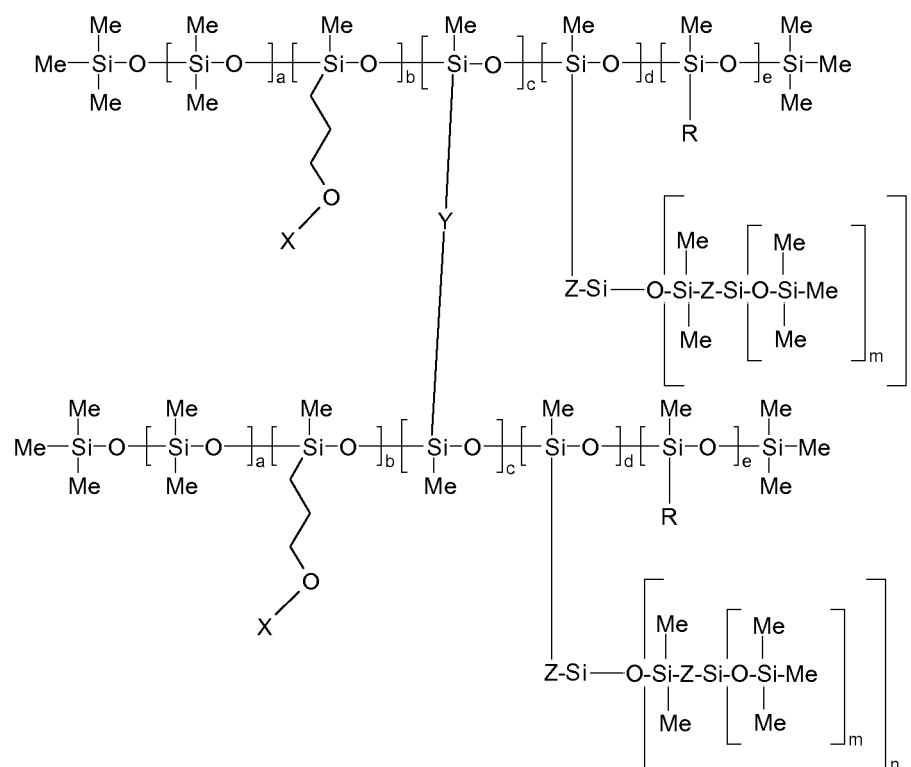 Me Me Me Me Me Me Me
Me-Si-O-[Si-O]a[Si-O]b[Si-O]c[Si-O]d[Si-O]e-Si-Me
Me Me Me
R
O
X
Y
Me Me
Z-Si-O-[Si-Z-Si[O-Si-Me
Me Me
]m
Me Me Me Me Me Me
Me-Si-O-[Si-O]a[Si-O]b[Si-O]c[Si-O]d[Si-O]e-Si-Me
Me Me Me Me
R
O
X
Me Me
Z-Si-O-[Si-Z-Si[O-Si-Me
Me Me
]m
]n